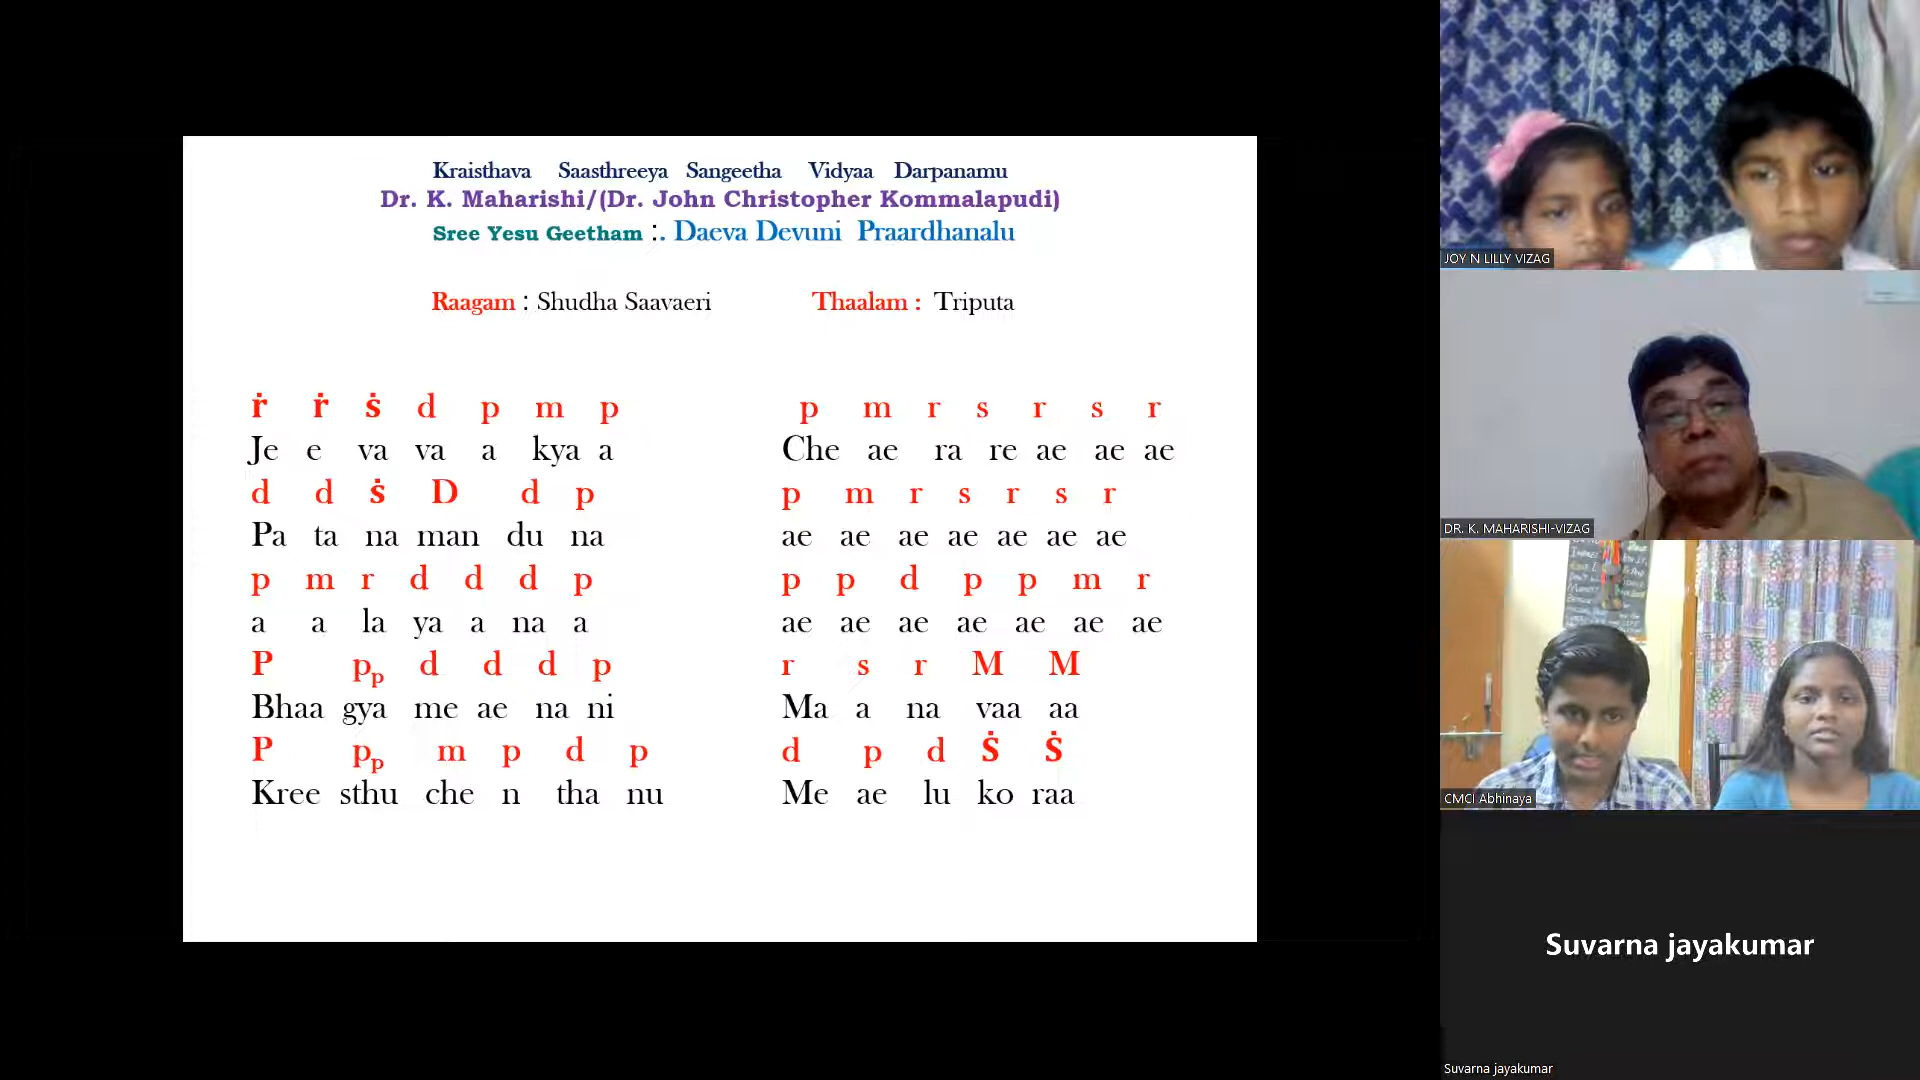 Kraisthava Saasthreeya Sangeetha Vidyaa Darpanamu
Dr. K. Maharishi/(Dr. John Christopher Kommalapudi)
Sree Yesu Geetham :. Daeva Devuni Praardhanalu
Raagam : Shudha Saavaeri Thaalam : Triputa
ṙ ṙ ṡ d p m p
Je e va va a kya a
d d ṡ D d p
Pa ta na man du na
p m r d d d p
a a la ya a na a
P pp d d d p
Bhaa gya me ae na ni
P pp m p d p
Kree sthu che n tha nu
p m r s r s r
Che ae ra re ae ae ae
p m r s r s r
ae ae ae ae ae ae ae
p p d p p m r
ae ae ae ae ae ae ae
r s r M M
Ma a na vaa aa
d p d Ṡ Ṡ
Me ae lu ko raa
JOY N LILLY VIZAG
DR. K. MAHARISHI-VIZAG
CMCI Abhinaya
Suvarna jayakumar
Suvarna jayakumar